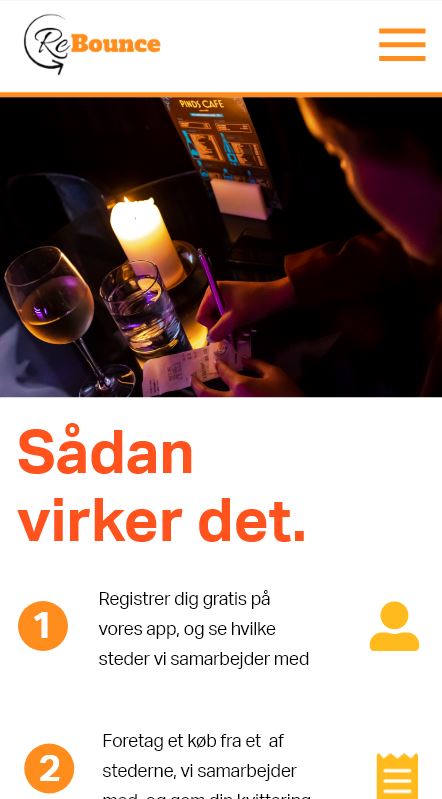 ReBounce
PINDS CAFE
Sådan
virker det.
1
Registrer dig gratis på
vores app, og se hvilke
steder vi samarbejder med
2
Foretag et køb fra et af
stederne, vi samarbejder
med, og gem din kvittering